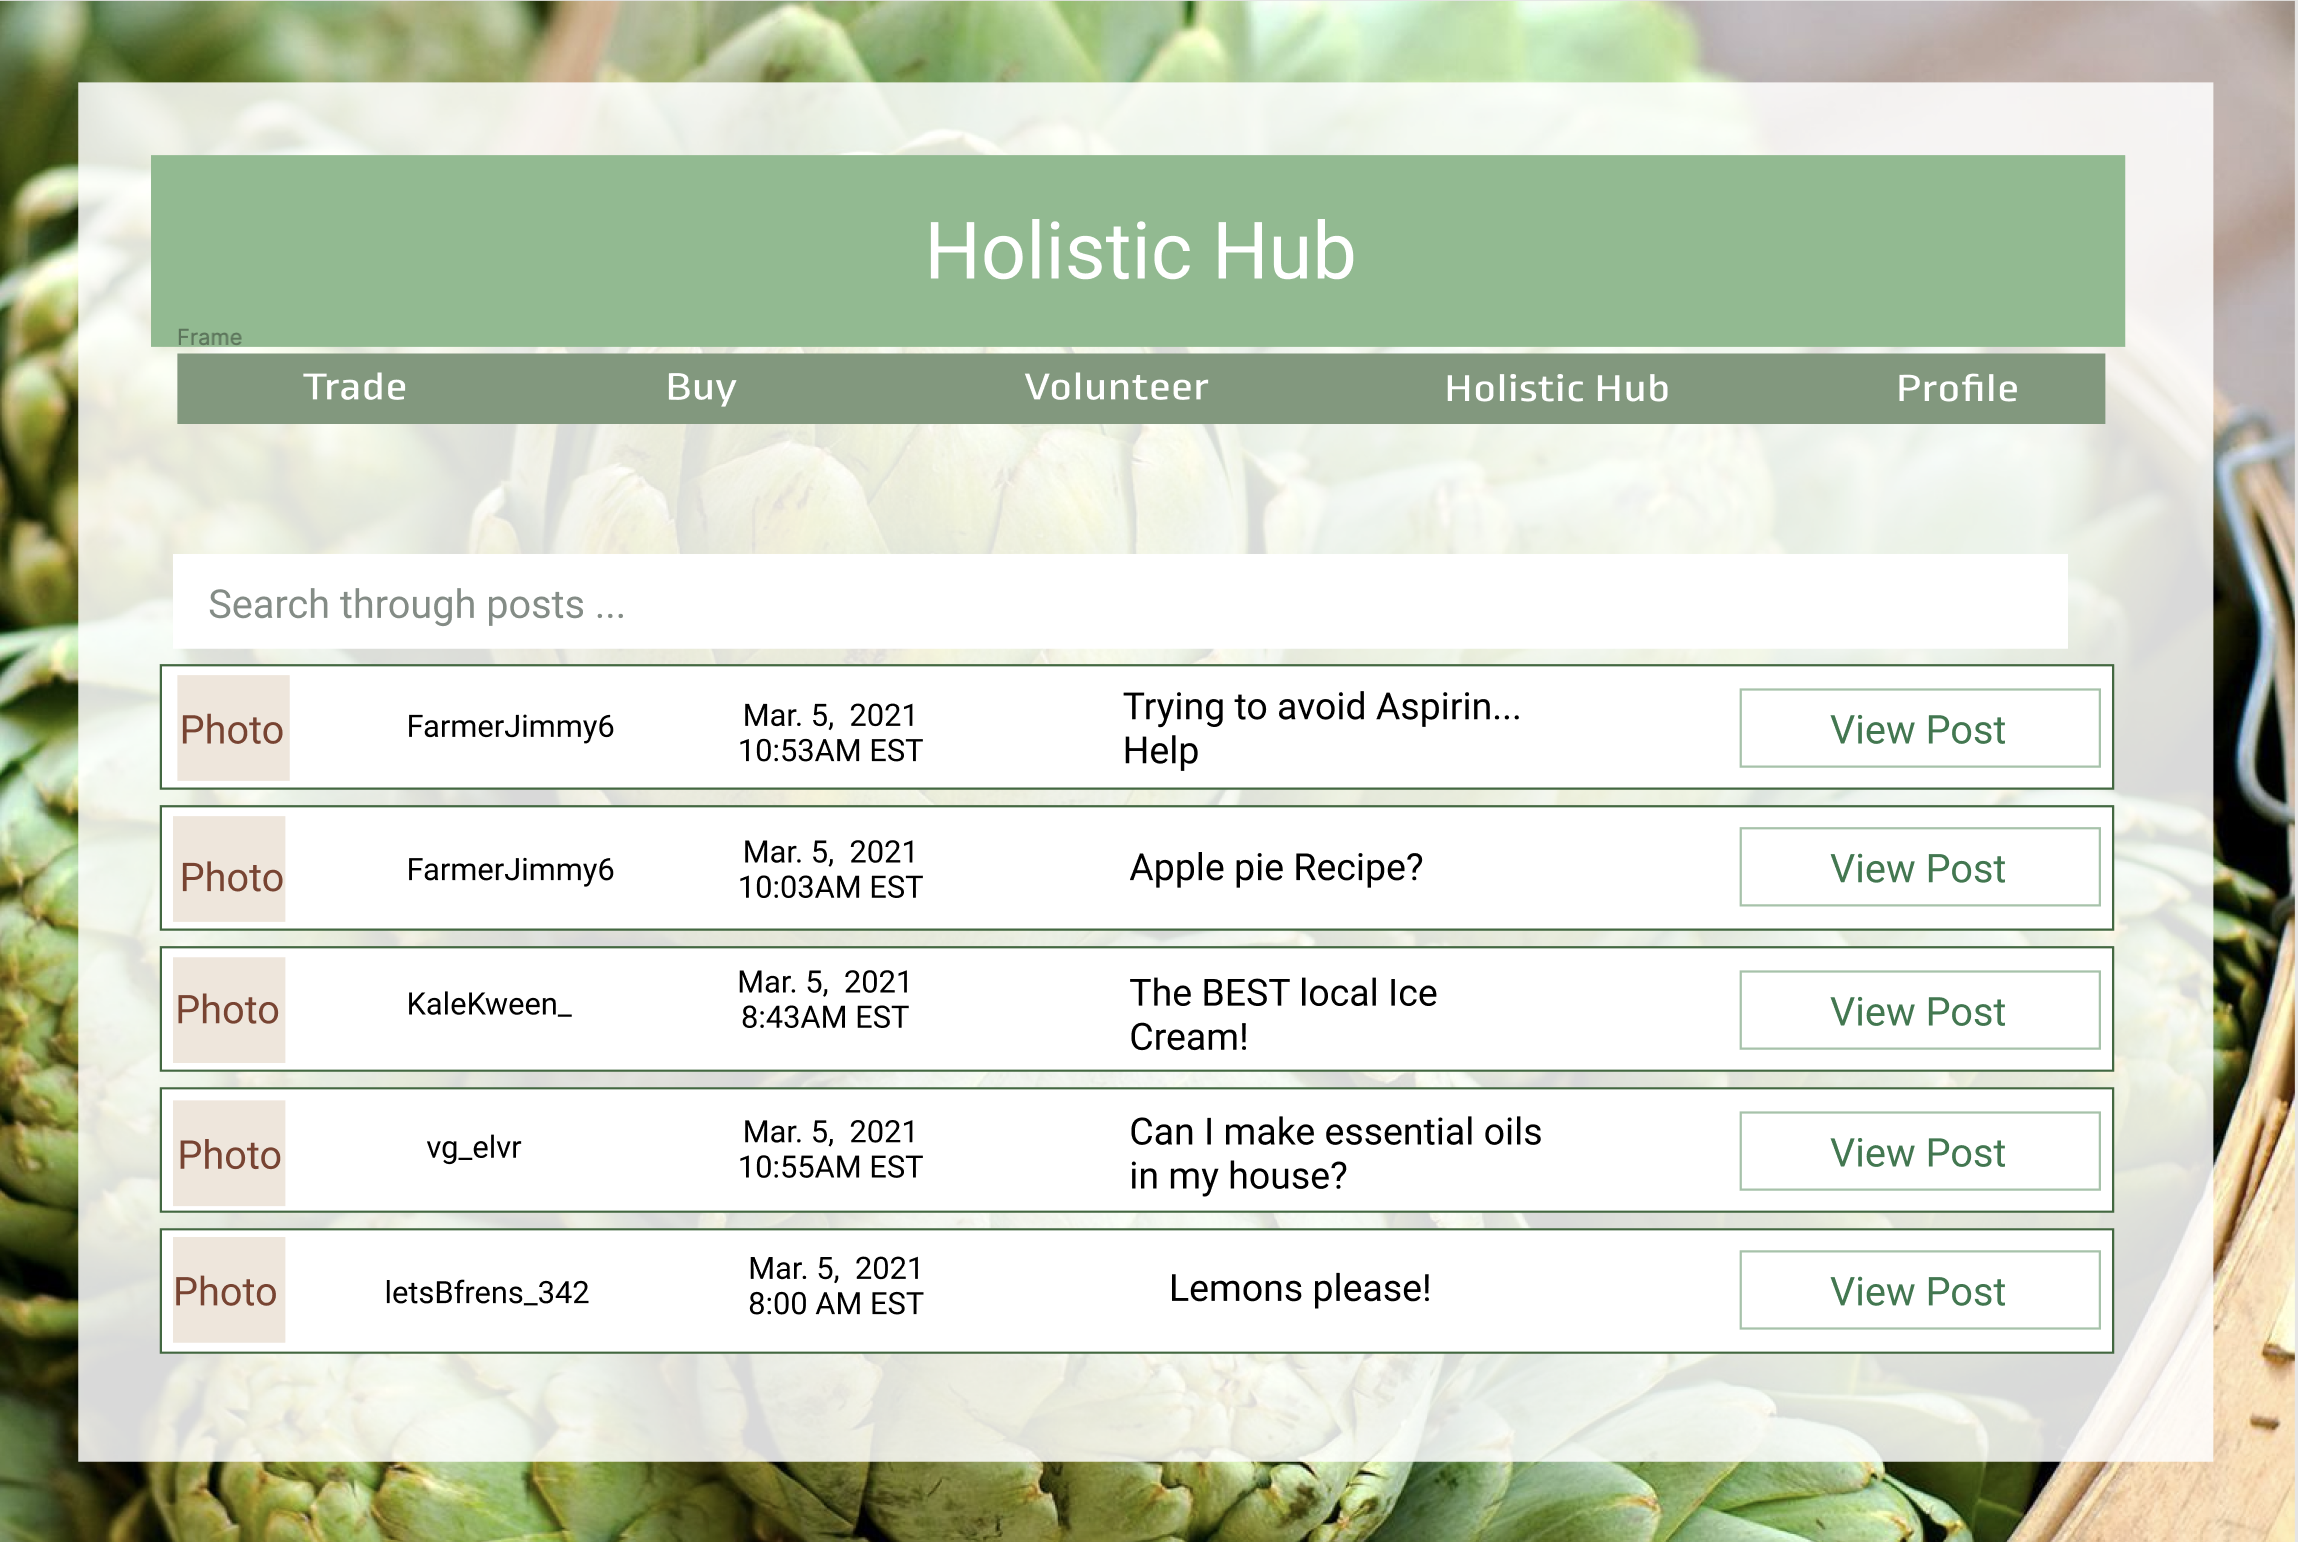 Holistic Hub
Frame
Trade Buy Volunteer Holistic Hub Profile
Search through posts ...
Photo
FarmerJimmy6
Mar. 5, 2021
10:53AM EST
Trying to avoid Aspirin...
Help
View Post
Photo
FarmerJimmy6
Mar. 5, 2021
10:03AM EST
Apple pie Recipe?
View Post
Photo
KaleKween_
Mar. 5, 2021
8:43AM EST
The BEST local Ice
Cream!
View Post
Photo
vg_elvr
Mar. 5, 2021
10:55AM EST
Can I make essential oils
in my house?
View Post
Photo
letsBfrens_342
Mar. 5, 2021
8:00 AM EST
Lemons please!
View Post